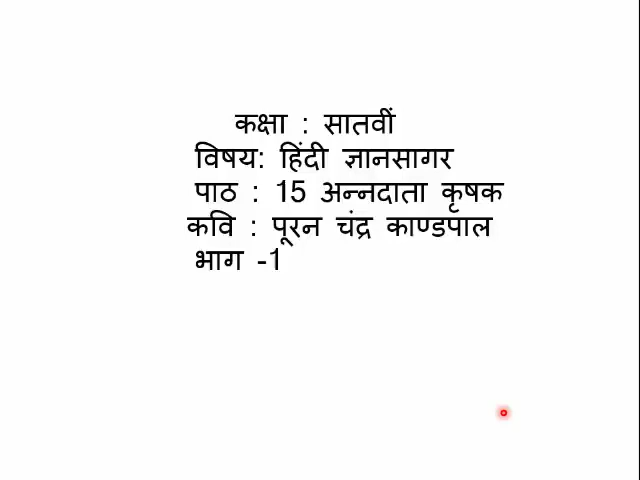 कक्षा : सातवीं
विषय: हिंदी ज्ञानसागर
पाठ : 15 अन्नदाता कृषक
कवि : पूरन चंद्र काण्डपाल
भाग -1